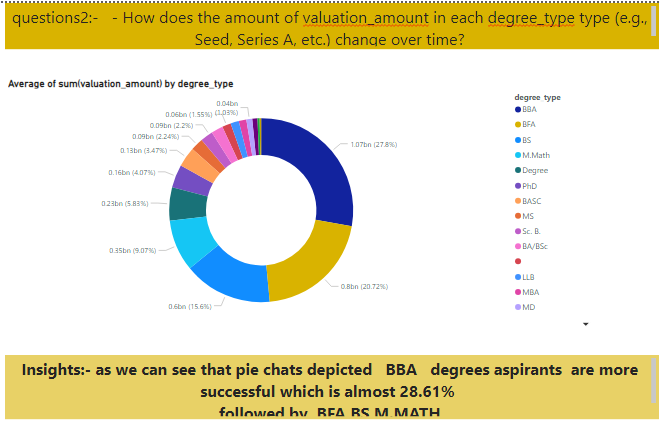 questions2:-   - How does the amount of valuation_amount in each degree_type type (e.g.,
Seed, Series A, etc.) change over time?
Average of sum(valuation_amount) by degree_type
0.04bn
(1.03%)
0.06bn (1.55%)
0.09bn (2.2%)
0.09bn (2.24%)
0.13bn (3.47%)
0.16bn (4.07%)
0.23bn (5.83%)
0.35bn (9.07%)
0.6bn (15.6%)
0.8bn (20.72%)
1.07bn (27.8%)
degree type
BBA
BFA
BS
M.Math
Degree
PhD
BASC
MS
Sc. B.
BA/BSc
LLB
MBA
MD
Insights:- as we can see that pie chats depicted   BBA   degrees aspirants  are more
successful which is almost 28.61%
followed by  BFA,BS,M.MATH